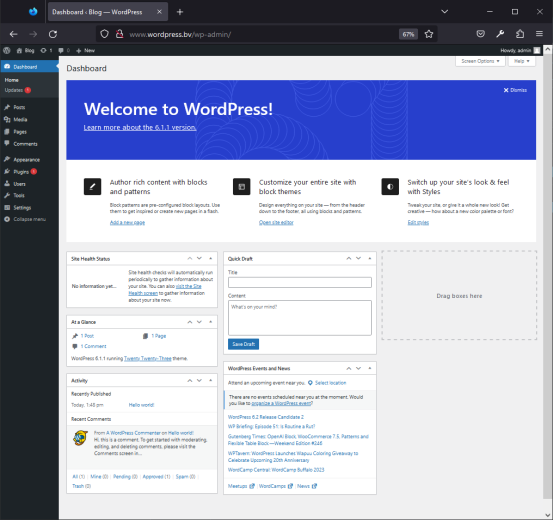 Dashboard ‹ Blog — WordPress
www.wordpress.bv/wp-admin/
67%
Blog
1
0
New
Howdy, admin
Dashboard
Home
Updates 1
Posts
Media
Pages
Comments
Appearance
Plugins 1
Users
Tools
Settings
Collapse menu
Screen Options
Help
Dashboard
Welcome to WordPress!
Learn more about the 6.1.1 version.
Dismiss
Author rich content with blocks
and patterns
Block patterns are pre-configured block layouts. Use
them to get inspired or create new pages in a flash.
Add a new page
Customize your entire site with
block themes
Design everything on your site — from the header
down to the footer, all using blocks and patterns.
Open site editor
Switch up your site's look & feel
with Styles
Tweak your site, or give it a whole new look! Get
creative — how about a new color palette or font?
Edit styles
Site Health Status
No information yet...
Site health checks will automatically run
periodically to gather information about
your site. You can also visit the Site
Health screen to gather information
about your site now.
At a Glance
1 Post
1 Page
1 Comment
WordPress 6.1.1 running Twenty Twenty-Three theme.
Activity
Recently Published
Today, 1:48 pm
Hello world!
Recent Comments
From A WordPress Commenter on Hello world!
Hi, this is a comment. To get started with moderating,
editing, and deleting comments, please visit the
Comments screen in...
All (1) | Mine (0) | Pending (0) | Approved (1) | Spam (0) |
Trash (0)
Quick Draft
Title
Content
What's on your mind?
Save Draft
WordPress Events and News
Attend an upcoming event near you.
Select location
There are no events scheduled near you at the moment. Would
you like to organize a WordPress event?
WordPress 6.2 Release Candidate 2
WP Briefing: Episode 51: Is Routine a Rut?
Gutenberg Times: OpenAI Block, WooCommerce 7.5, Patterns and
Flexible Table Block —Weekend Edition #246
WPTavern: WordPress Launches Wapuu Coloring Giveaway to
Celebrate Upcoming 20th Anniversary
WordCamp Central: WordCamp Buffalo 2023
Meetups | WordCamps | News
Drag boxes here